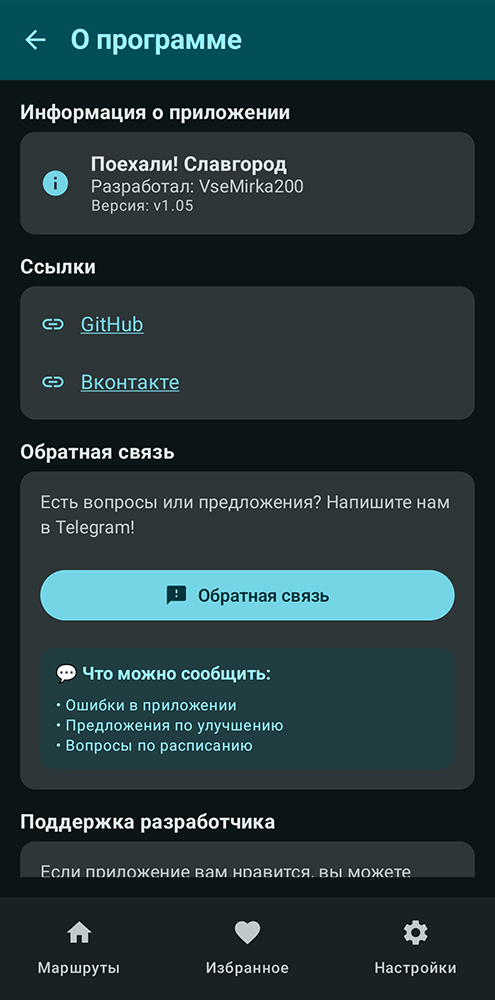 О программе
Информация о приложении
Поехали! Славгород
Разработал: VseMirka200
Версия: v1.05
Ссылки
GitHub
Вконтакте
Обратная связь
Есть вопросы или предложения? Напишите нам
в Telegram!
Обратная связь
💬 Что можно сообщить:
• Ошибки в приложении
• Предложения по улучшению
• Вопросы по расписанию
Поддержка разработчика
Если приложение вам нравится, вы можете
Маршруты
Избранное
Настройки